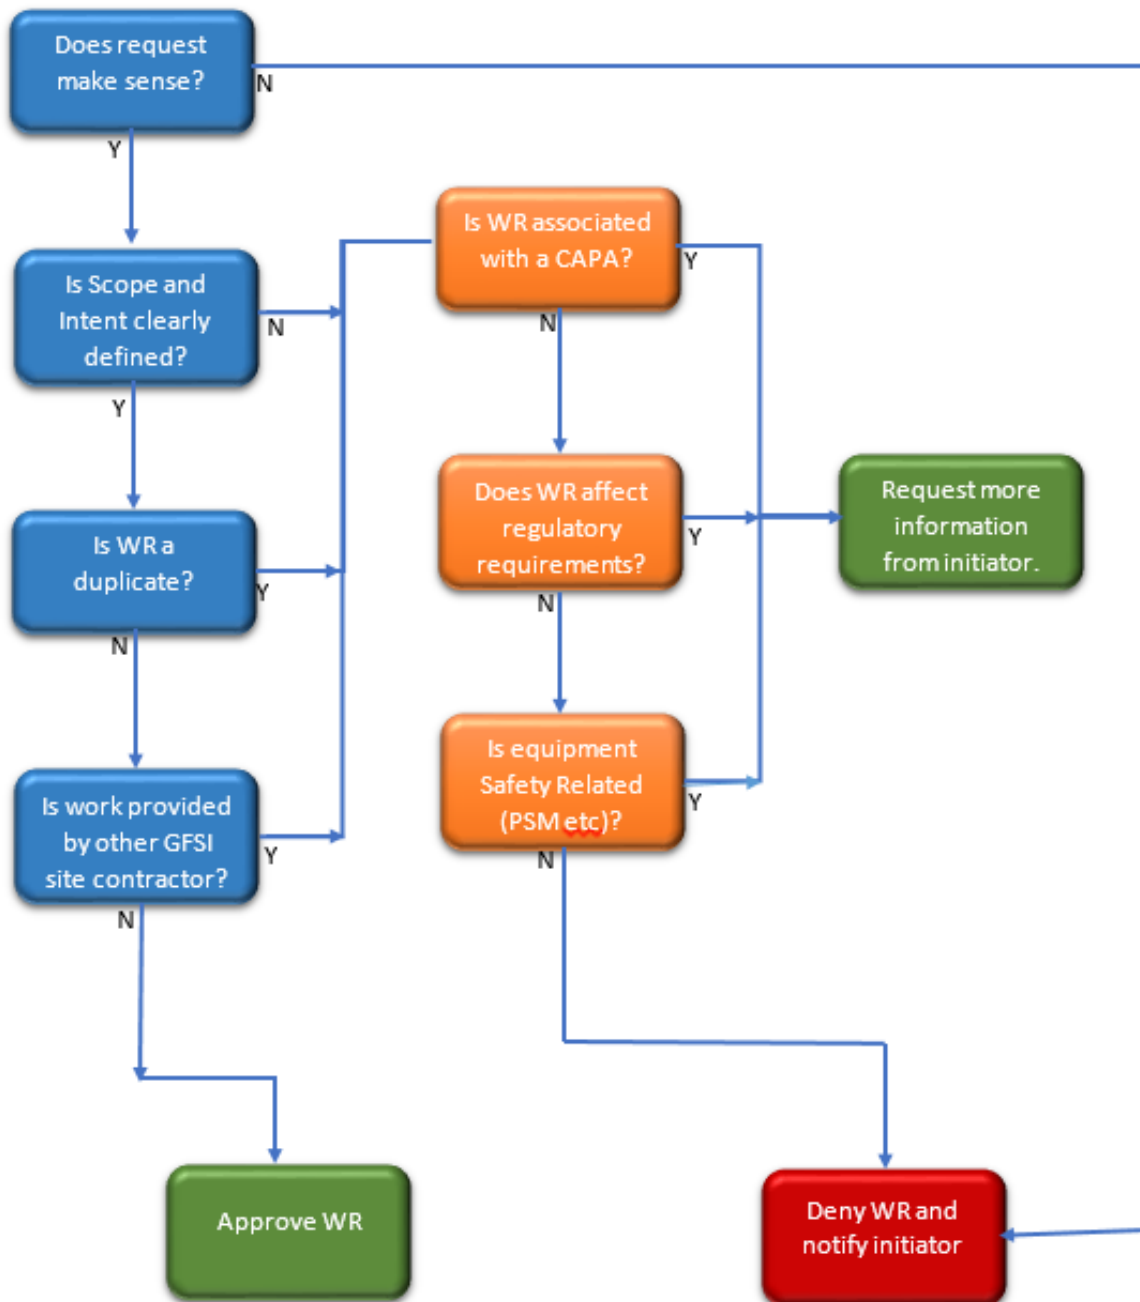 Does request
make sense?
N
Y
Is WR associated
with a CAPA?
Y
N
Is Scope and
Intent clearly
defined?
N
Y
Does WR affect
regulatory
requirements?
Y
N
Request more
information
from initiator.
Is WR a
duplicate?
Y
N
Is equipment
Safety Related
(PSM etc)?
Y
N
Is work provided
by other GFSI
site contractor?
Y
N
Approve WR
Deny WR and
notify initiator